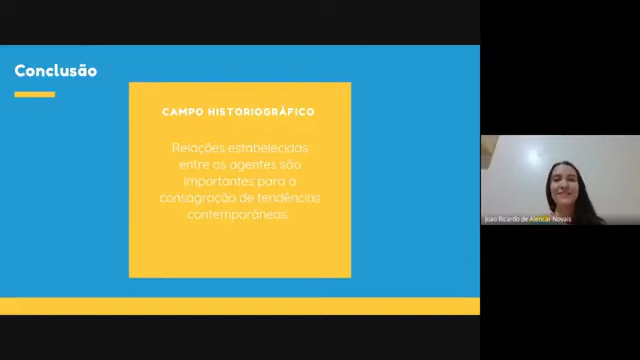 Conclusão
CAMPO HISTORIOGRÁFICO
Relações estabelecidas
entre os agentes são
importantes para a
consagração de tendências
contemporâneas.
Joao Ricardo de Alencar Novais